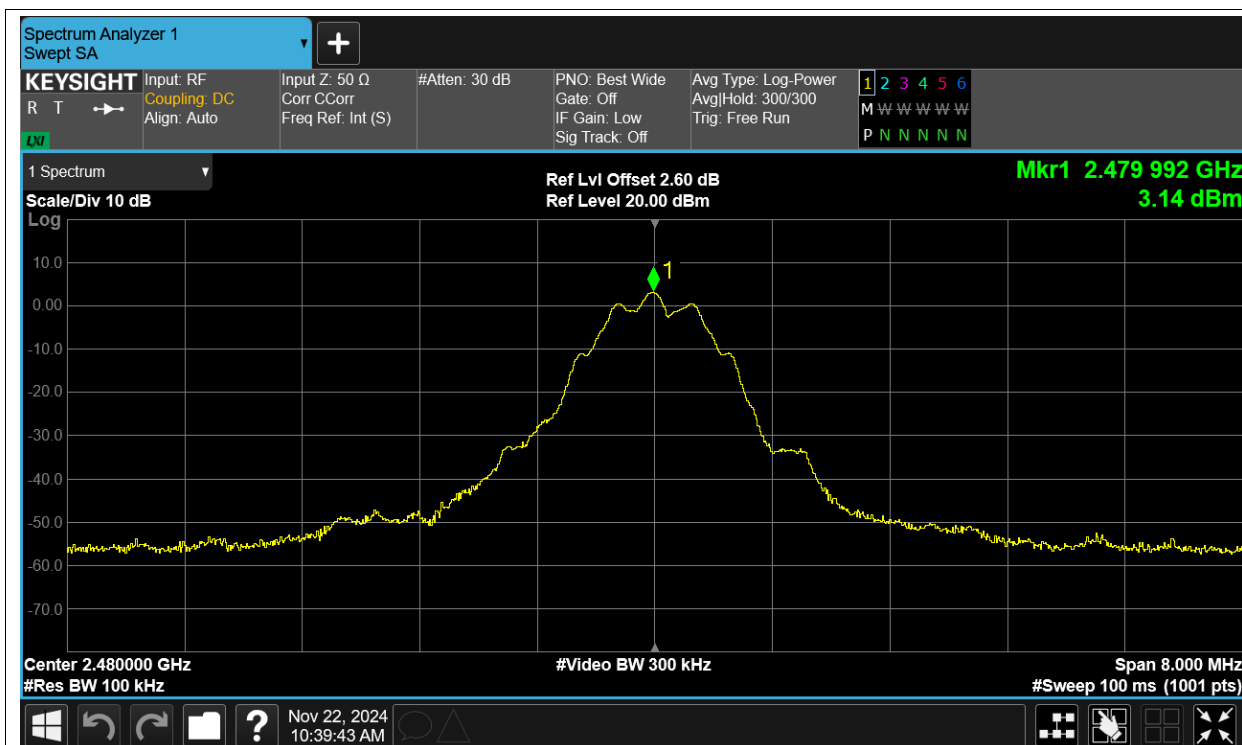 Spectrum Analyzer 1
Swept SA
KEYSIGHT
R T
LXI
Input: RF
Coupling: DC
Align: Auto
Input Z: 50 Ω
Corr CCorr
Freq Ref: Int (S)
#Atten: 30 dB
PNO: Best Wide
Gate: Off
IF Gain: Low
Sig Track: Off
Avg Type: Log-Power
Avg|Hold: 300/300
Trig: Free Run
1 2 3 4 5 6
M W W W W W
P N N N N N
1 Spectrum
Scale/Div 10 dB
Log
Ref Lvl Offset 2.60 dB
Ref Level 20.00 dBm
Mkr1 2.479 992 GHz
3.14 dBm
10.0
1
0.00
-10.0
-20.0
-30.0
-40.0
-50.0
-60.0
-70.0
Center 2.480000 GHz
#Res BW 100 kHz
#Video BW 300 kHz
Span 8.000 MHz
#Sweep 100 ms (1001 pts)
?
Nov 22, 2024
10:39:43 AM